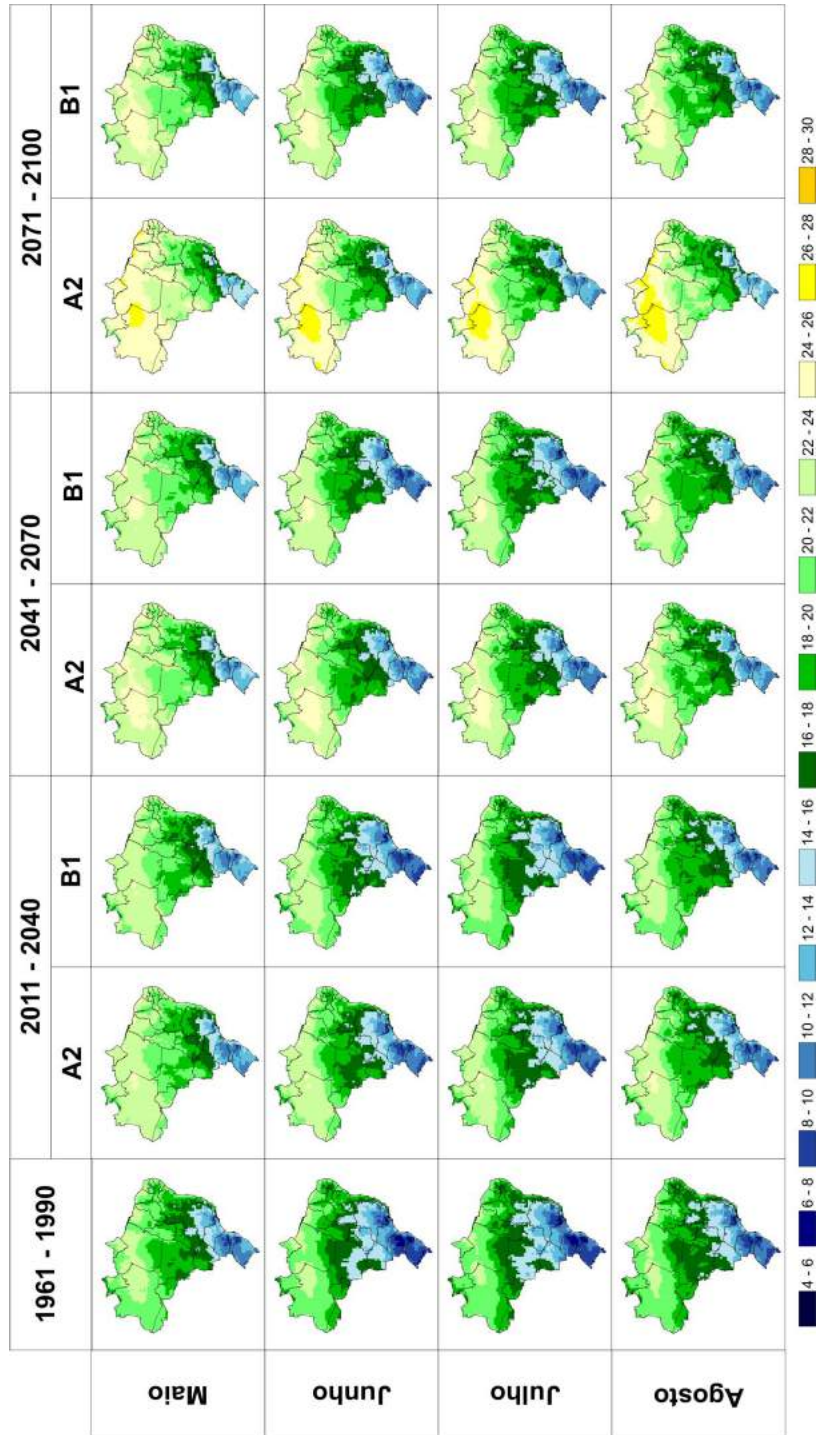 1961 - 1990 2011 - 2040 2041 - 2070 2071 - 2100
A2 B1 A2 B1 A2 B1
Maio
Junho
Julho
Agosto
4 - 6 6 - 8 8 - 10 10 - 12 12 - 14 14 - 16 16 - 18 18 - 20 20 - 22 22 - 24 24 - 26 26 - 28 28 - 30